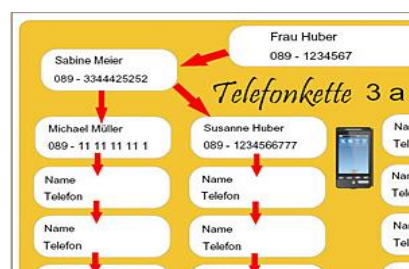 Frau Huber
089 - 1234567
Sabine Meier
089 - 3344425252
Telefonkette 3 a
Michael Müller
089 - 11 11 11 11 1
Susanne Huber
089 - 1234566777
Name
Telefon
Name
Telefon
Name
Telefon
Name
Telefon